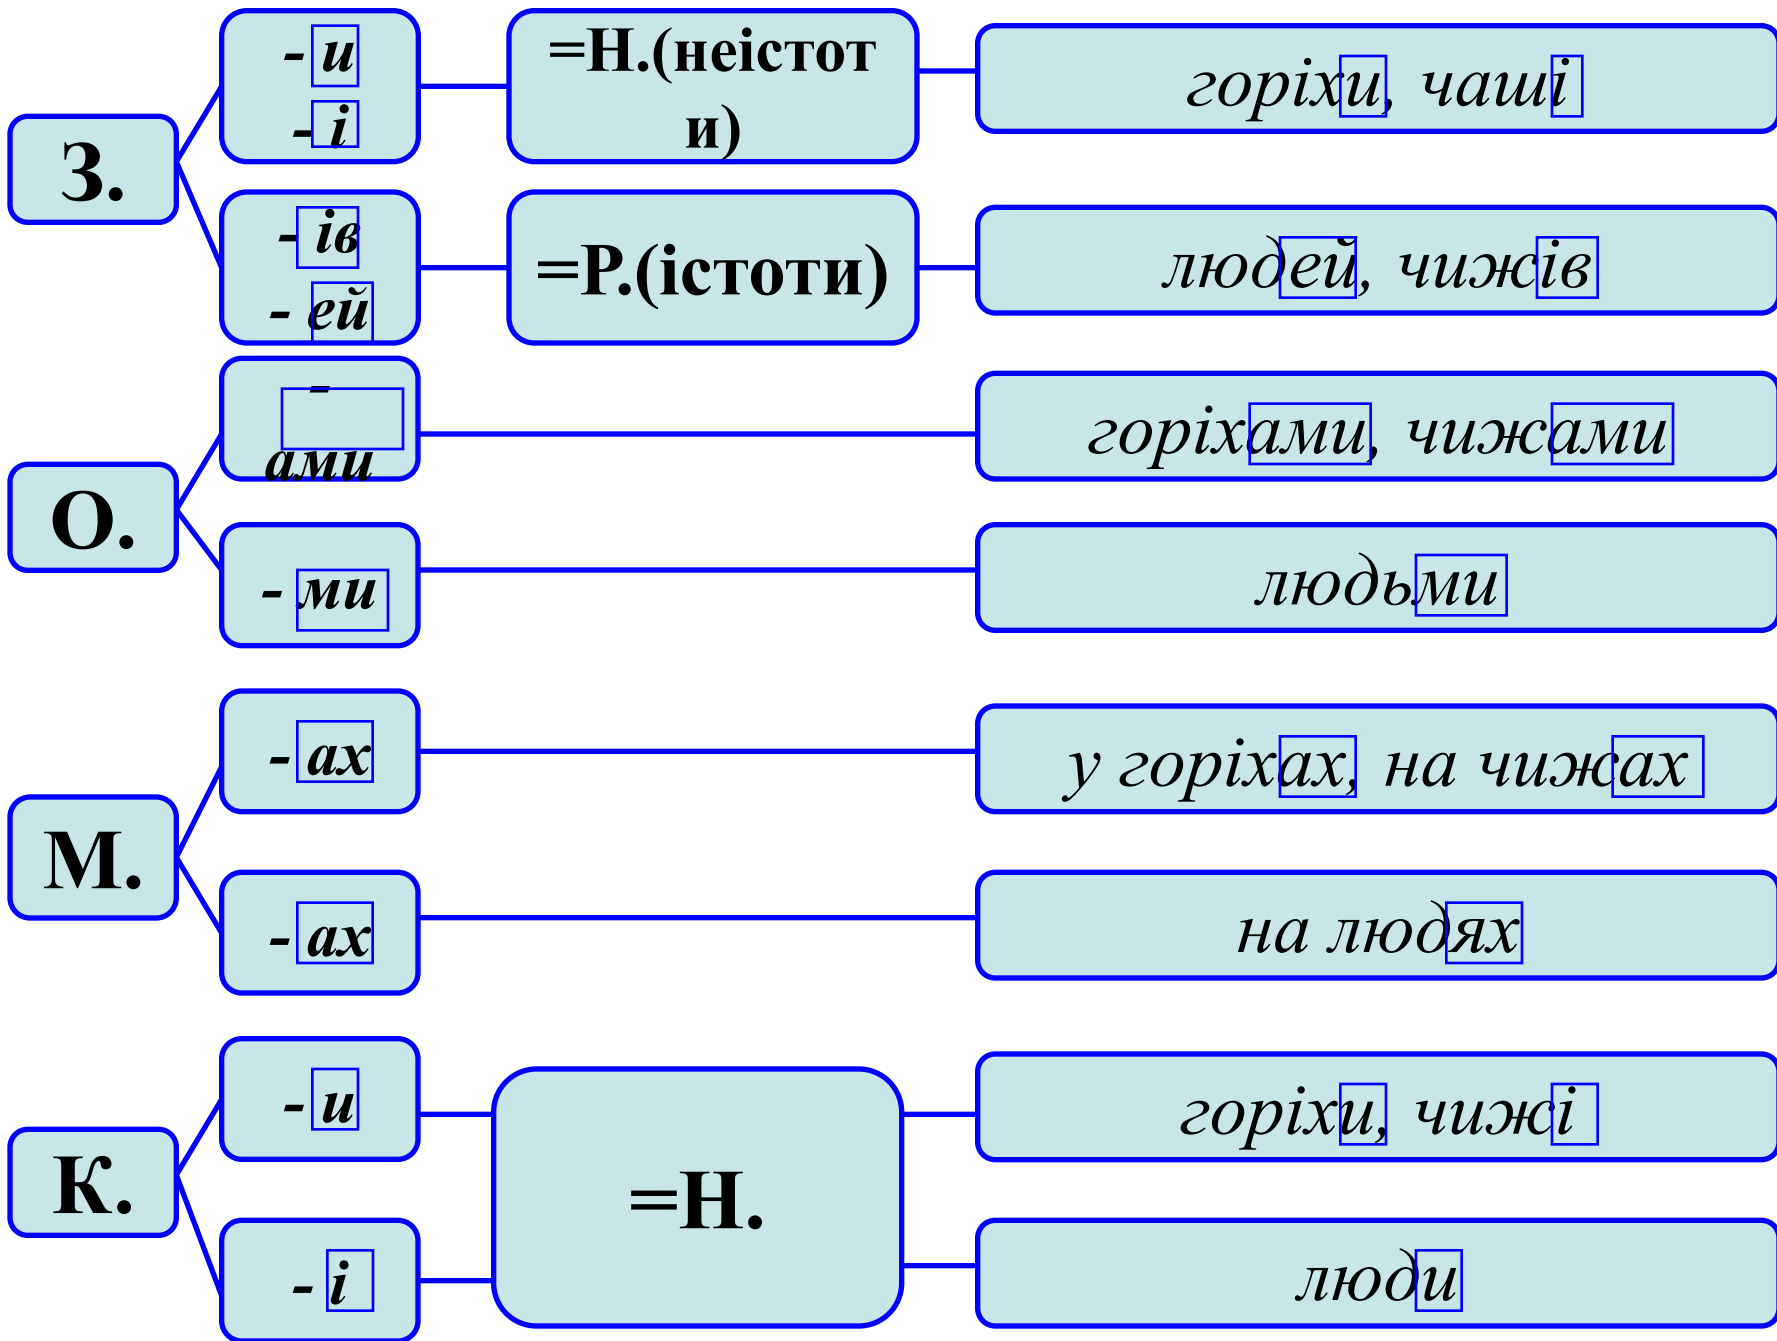 З.
- и
- і
=Н.(неістот
и)
горіхи, чаші
- ів
- ей
=Р.(істоти)
людей, чижів
О.
-
ами
горіхами, чижами
- ми
людьми
М.
- ах
у горіхах, на чижах
- ах
на людях
К.
- и
=Н.
горіхи, чижі
- і
люди